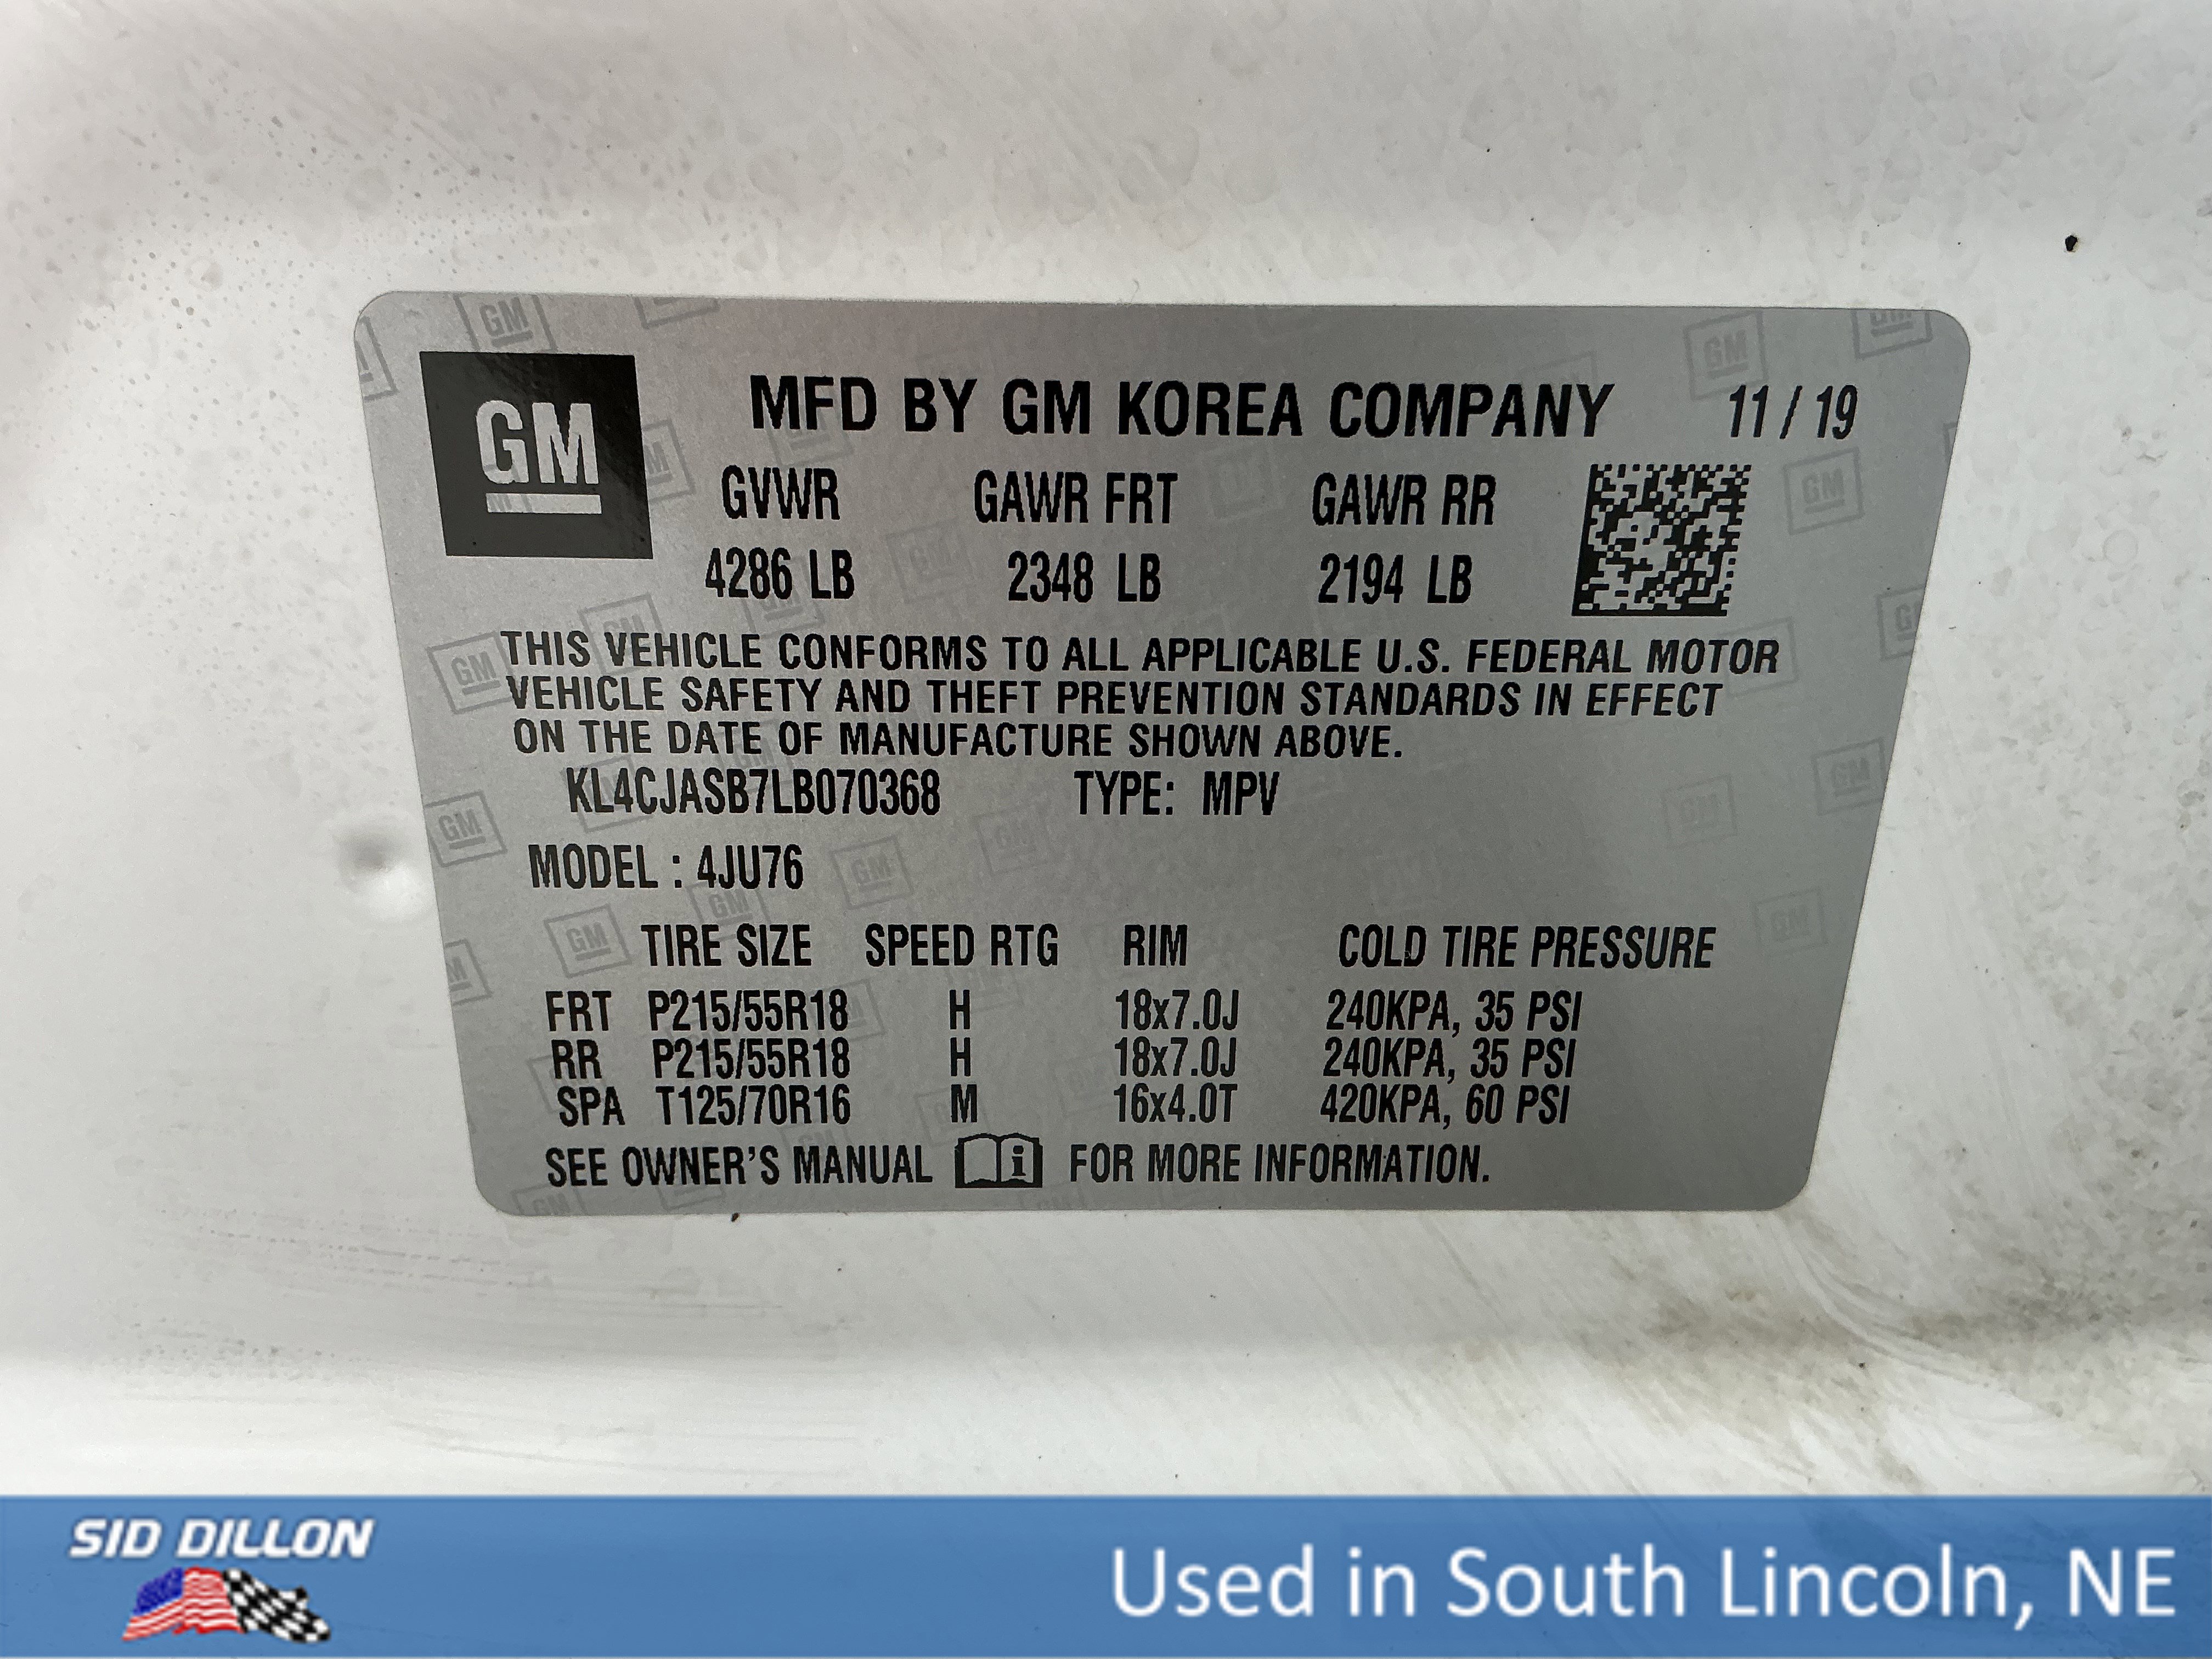 GM
MFD BY GM KOREA COMPANY 11 / 19
GVWR GAWR FRT GAWR RR
4286 LB 2348 LB 2194 LB
THIS VEHICLE CONFORMS TO ALL APPLICABLE U.S. FEDERAL MOTOR
VEHICLE SAFETY AND THEFT PREVENTION STANDARDS IN EFFECT
ON THE DATE OF MANUFACTURE SHOWN ABOVE.
KL4CJASB7LB070368 TYPE: MPV
MODEL : 4JU76
TIRE SIZE SPEED RTG RIM COLD TIRE PRESSURE
FRT P215/55R18 H 18x7.0J 240KPA, 35 PSI
RR P215/55R18 H 18x7.0J 240KPA, 35 PSI
SPA T125/70R16 M 16x4.0T 420KPA, 60 PSI
SEE OWNER'S MANUAL i FOR MORE INFORMATION.
SID DILLON
Used in South Lincoln, NE